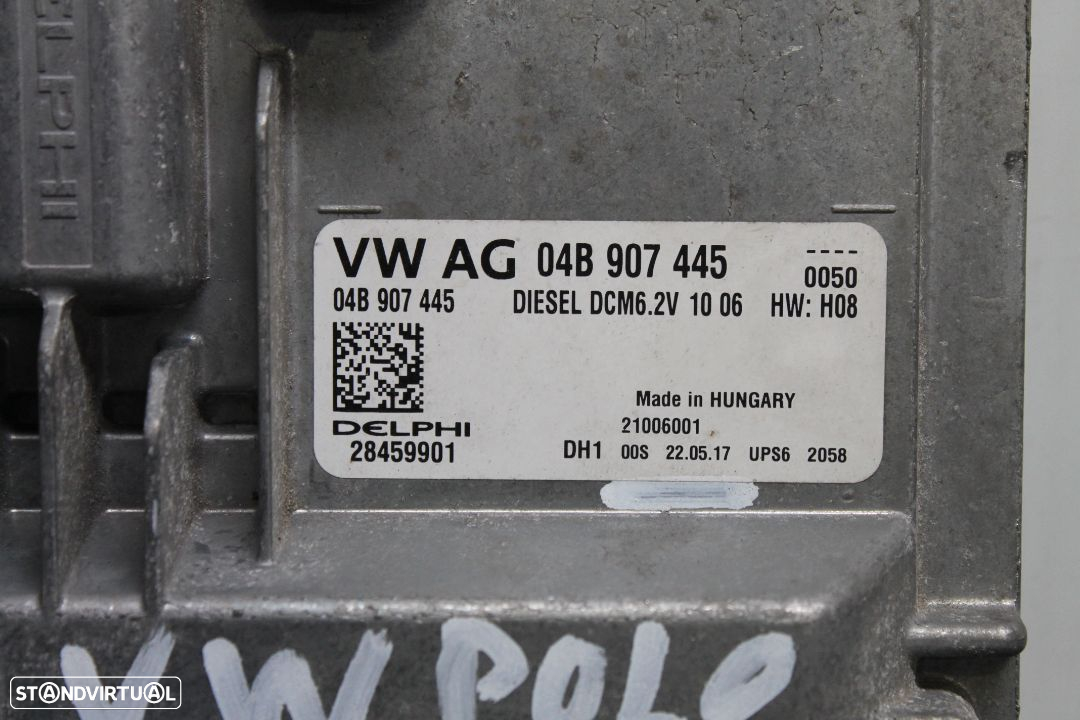 DELPHI
VW AG 04B 907 445
----
0050
04B 907 445 DIESEL DCM6.2V 10 06 HW: H08
Made in HUNGARY
DELPHI
21006001
28459901 DH1 00S 22.05.17 UPS6 2058
VW POLO
STANDVIRTUAL